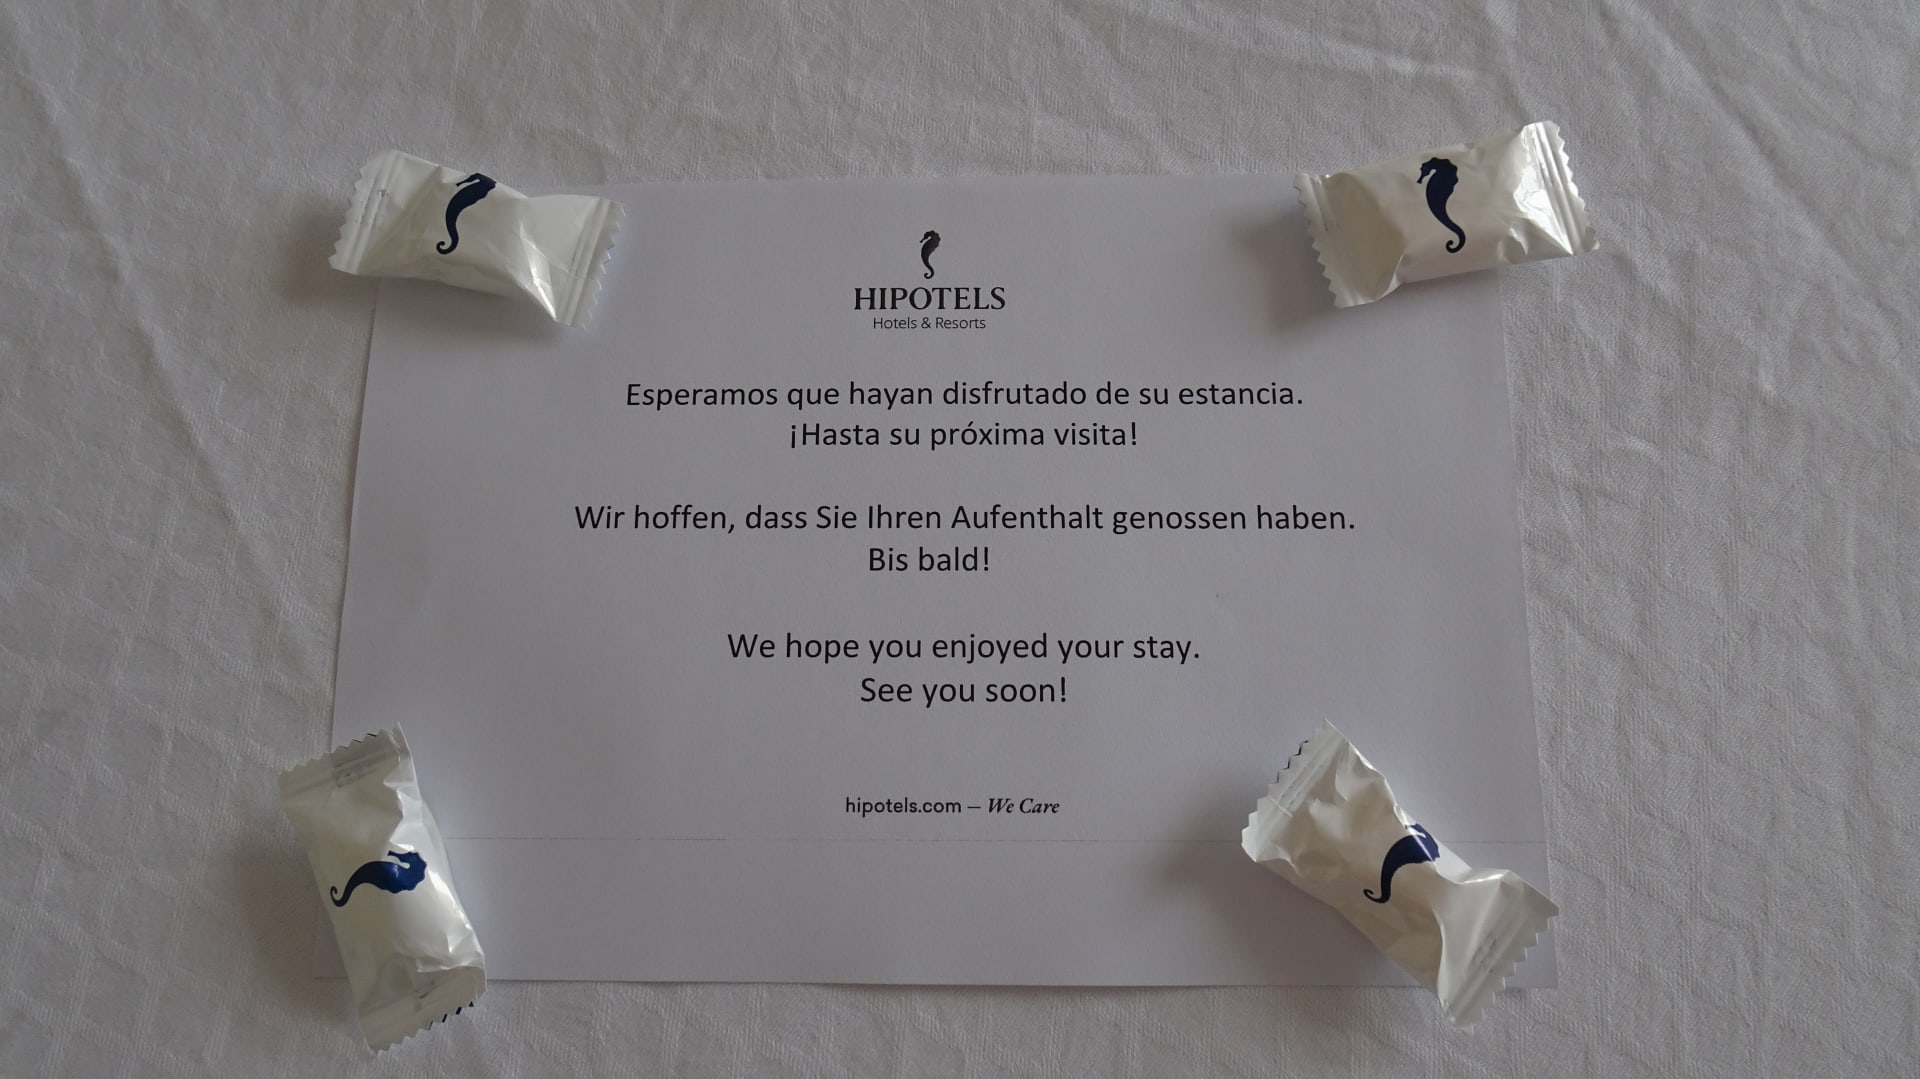 HIPOTELS
Hotels & Resorts
Esperamos que hayan disfrutado de su estancia.
¡Hasta su próxima visita!
Wir hoffen, dass Sie Ihren Aufenthalt genossen haben.
Bis bald!
We hope you enjoyed your stay.
See you soon!
hipotels.com – We Care